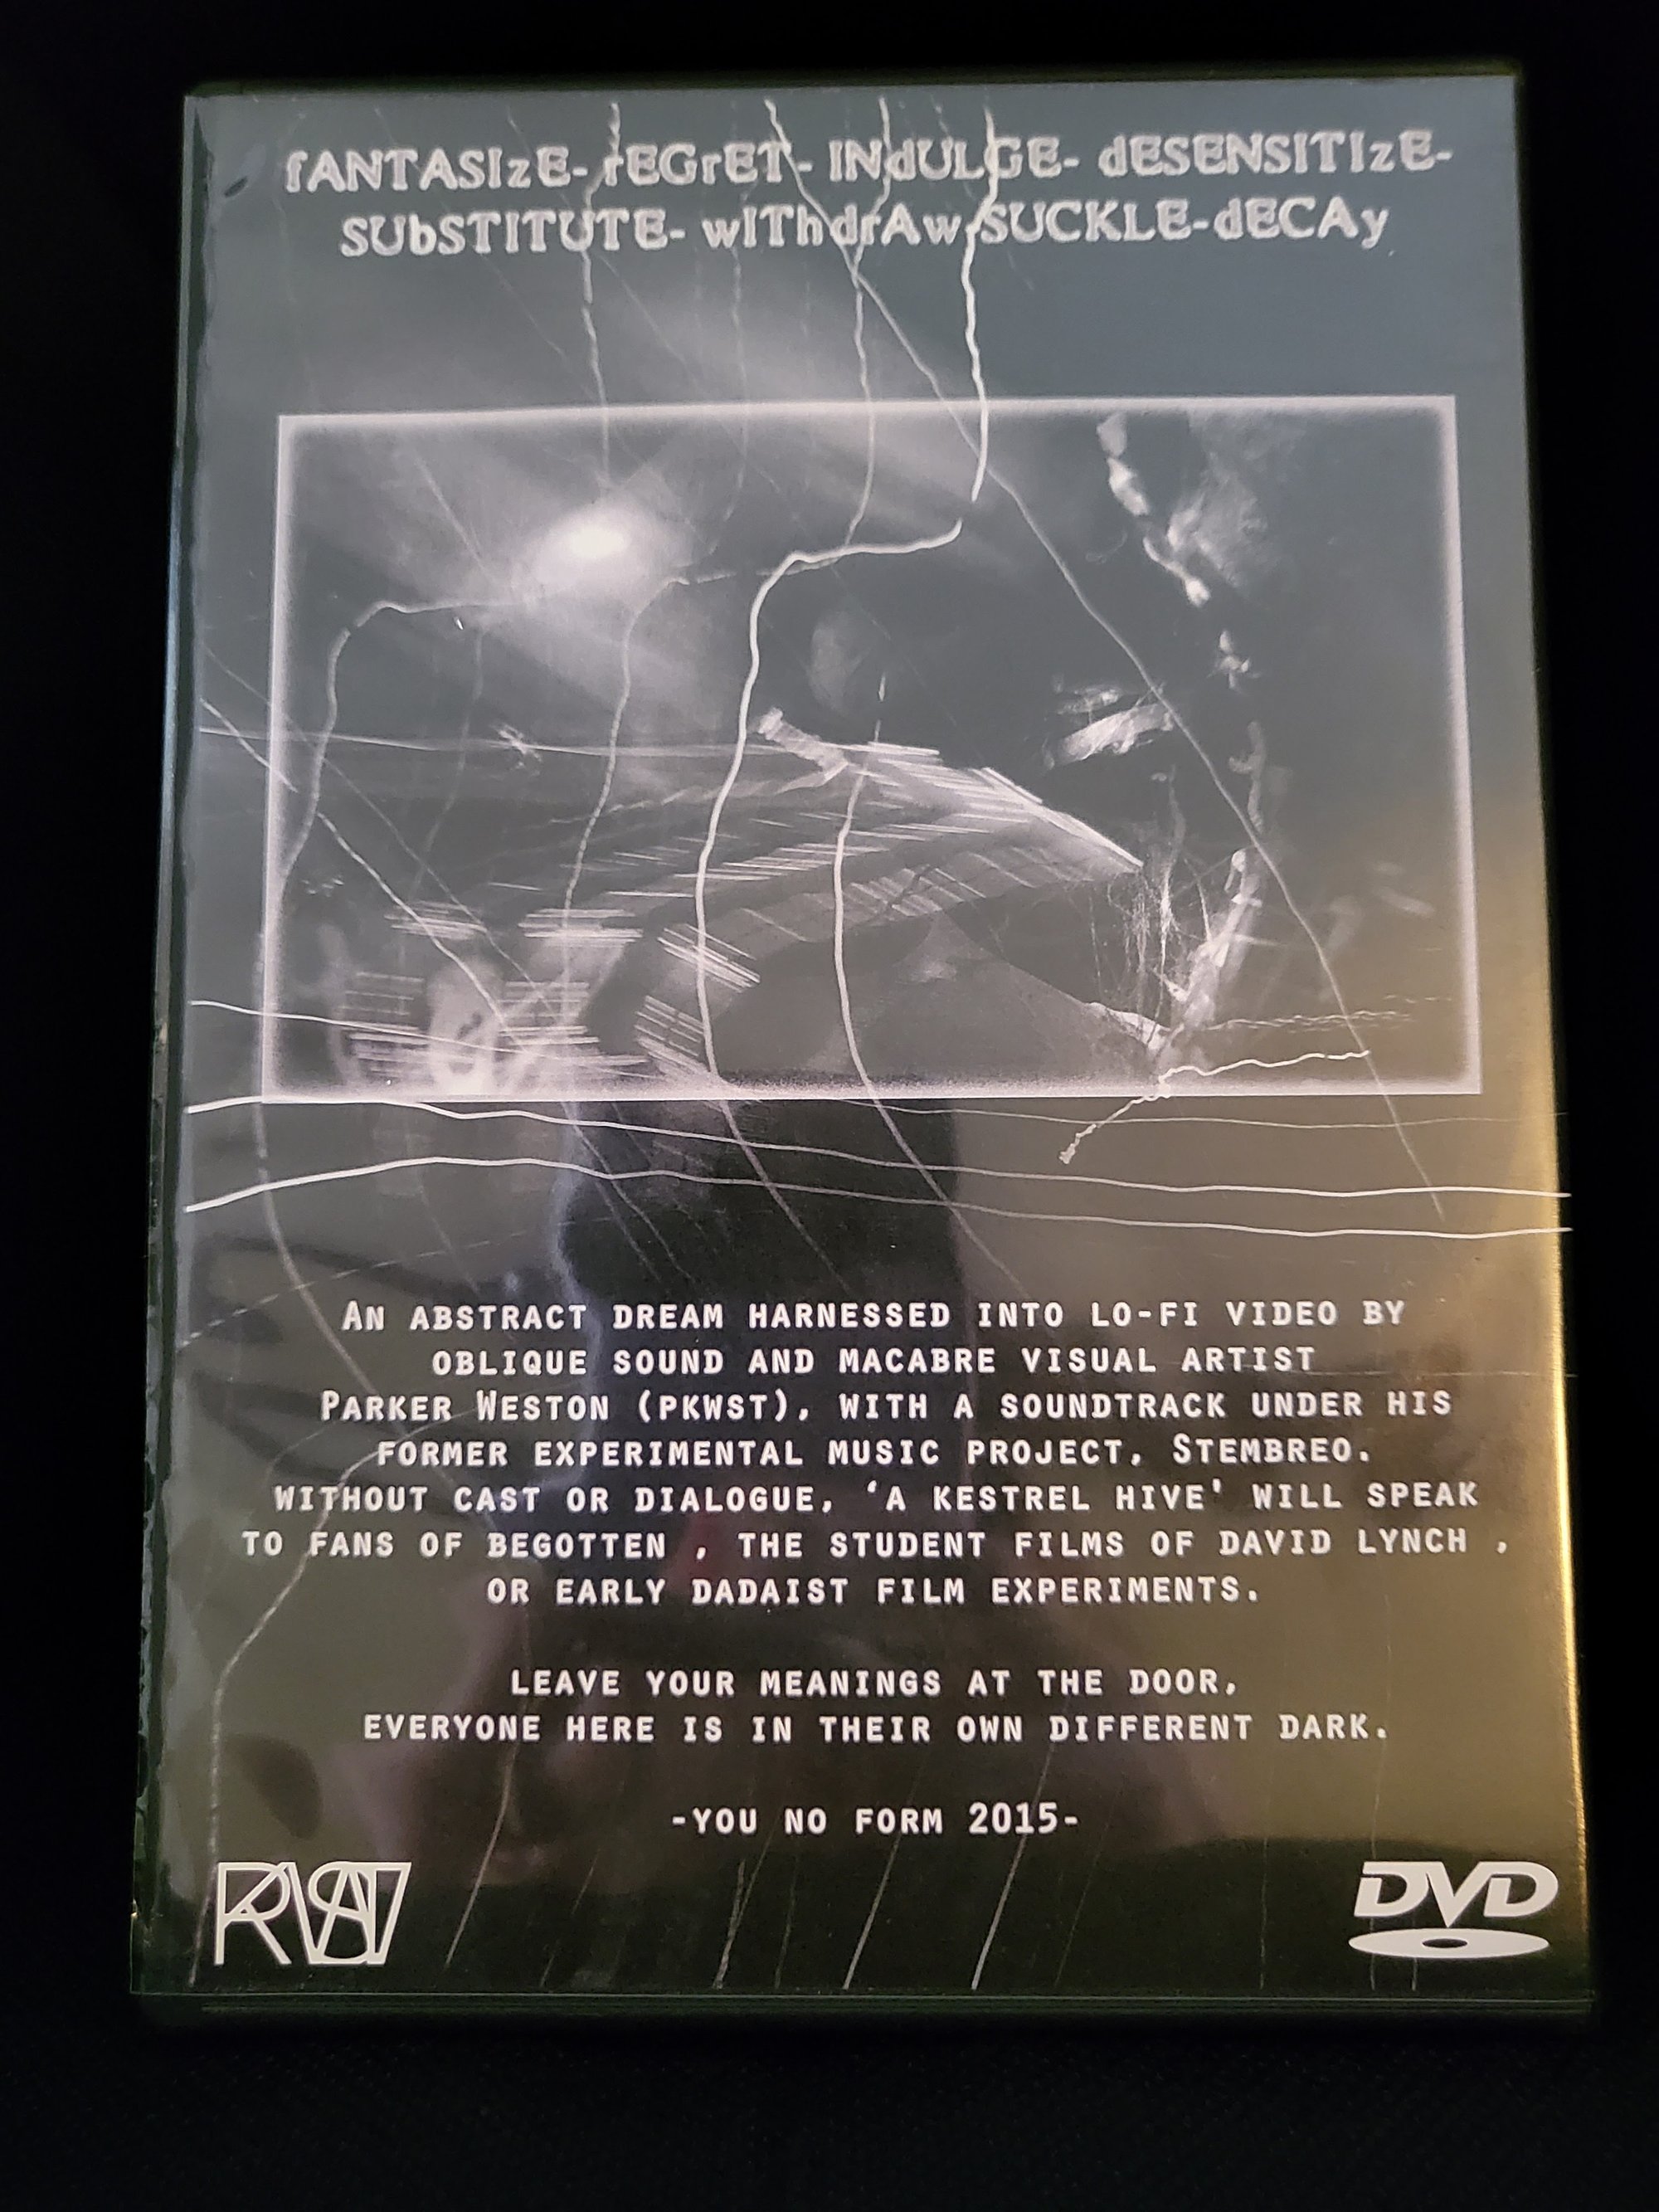 fANTASIzE- rEGrET- INdULGE- dESENSITIzE-
SUbSTITUTE- wIThdrAw SUCKLE-dECAy
An abstract dream harnessed into lo-fi video by
oblique sound and macabre visual artist
Parker Weston (pkwst), with a soundtrack under his
former experimental music project, Stembreo.
without cast or dialogue, ‘a kestrel hive' will speak
to fans of begotten , the student films of david lynch ,
or early dadaist film experiments.
leave your meanings at the door,
everyone here is in their own different dark.
-you no form 2015-
DVD